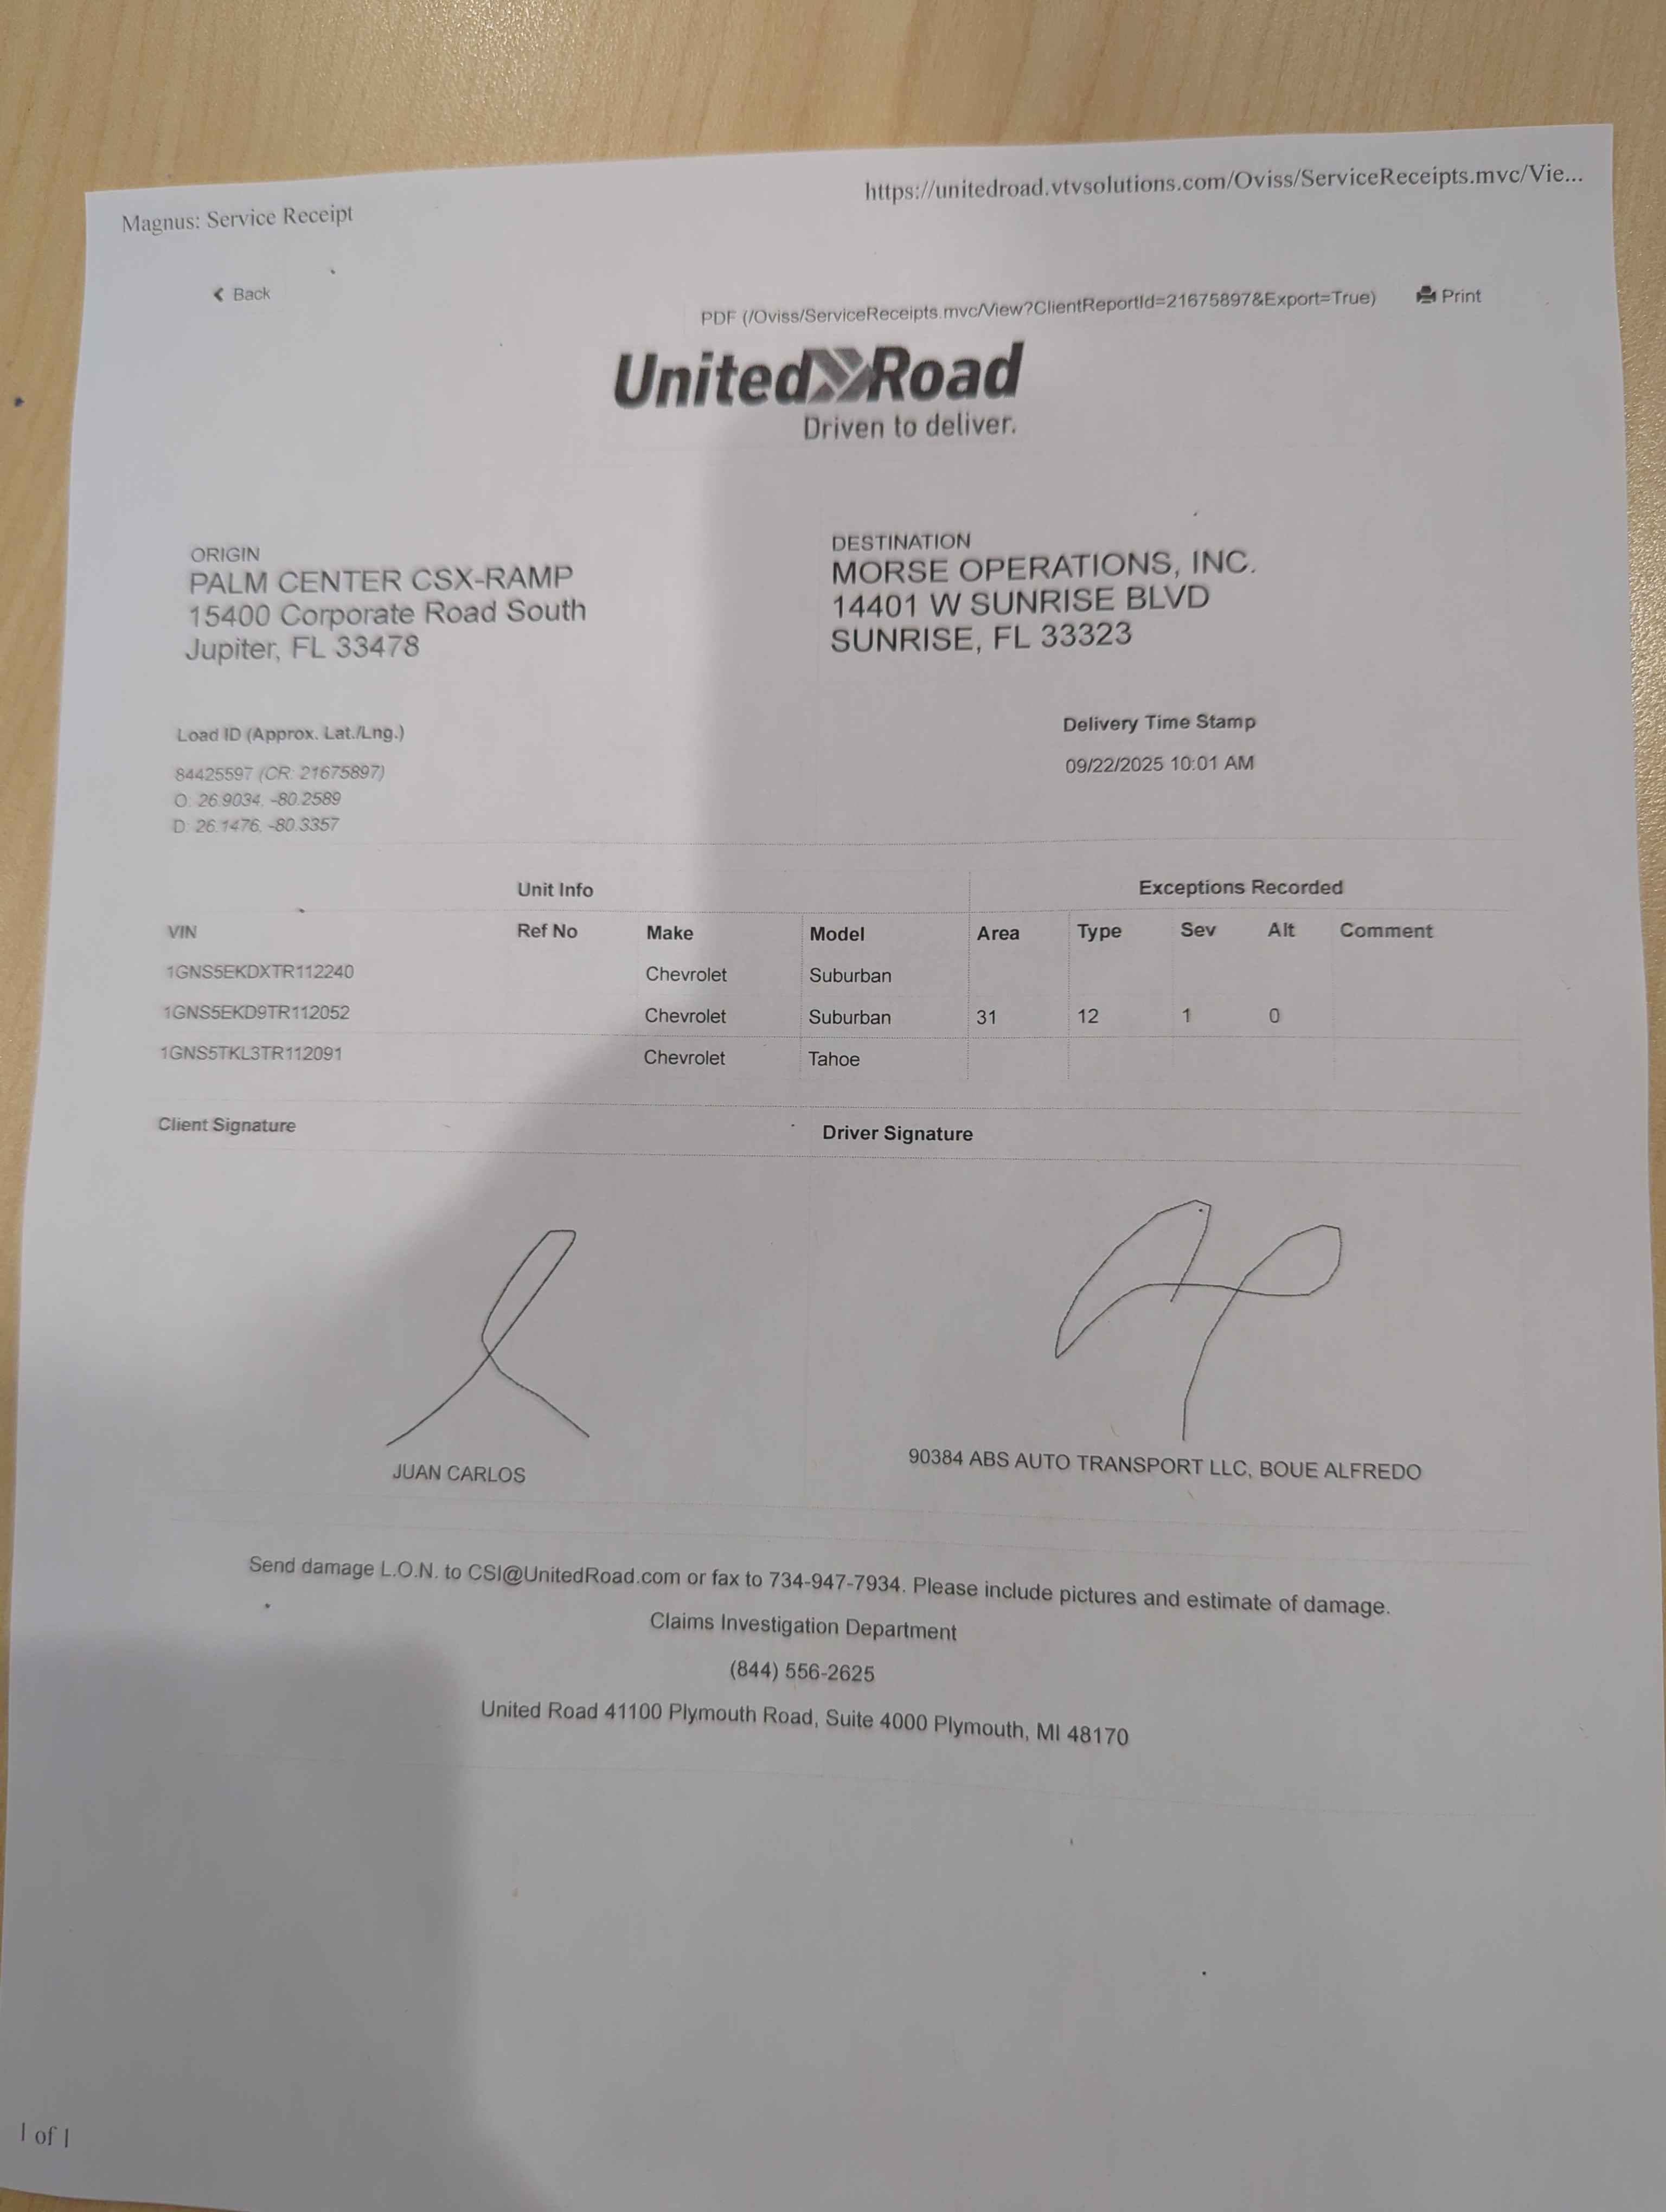 Magnus: Service Receipt
https://unitedroad.vtvsolutions.com/Oviss/ServiceReceipts.mvc/Vie...
Back
PDF (/Oviss/ServiceReceipts.mvc/View?ClientReportId=21675897&Export=True)
Print
United Road
Driven to deliver.
ORIGIN
PALM CENTER CSX-RAMP
15400 Corporate Road South
Jupiter, FL 33478
DESTINATION
MORSE OPERATIONS, INC.
14401 W SUNRISE BLVD
SUNRISE, FL 33323
Load ID (Approx. Lat./Lng.)
84425597 (CR: 21675897)
O: 26.9034, -80.2589
D: 26.1476, -80.3357
Delivery Time Stamp
09/22/2025 10:01 AM
Unit Info Exceptions Recorded
VIN Ref No Make Model Area Type Sev Alt Comment
1GNS5EKDXTR112240 Chevrolet Suburban
1GNS5EKD9TR112052 Chevrolet Suburban 31 12 1 0
1GNS5TKL3TR112091 Chevrolet Tahoe
Client Signature
Driver Signature
JUAN CARLOS
90384 ABS AUTO TRANSPORT LLC, BOUE ALFREDO
Send damage L.O.N. to CSI@UnitedRoad.com or fax to 734-947-7934. Please include pictures and estimate of damage.
Claims Investigation Department
(844) 556-2625
United Road 41100 Plymouth Road, Suite 4000 Plymouth, MI 48170
1 of 1